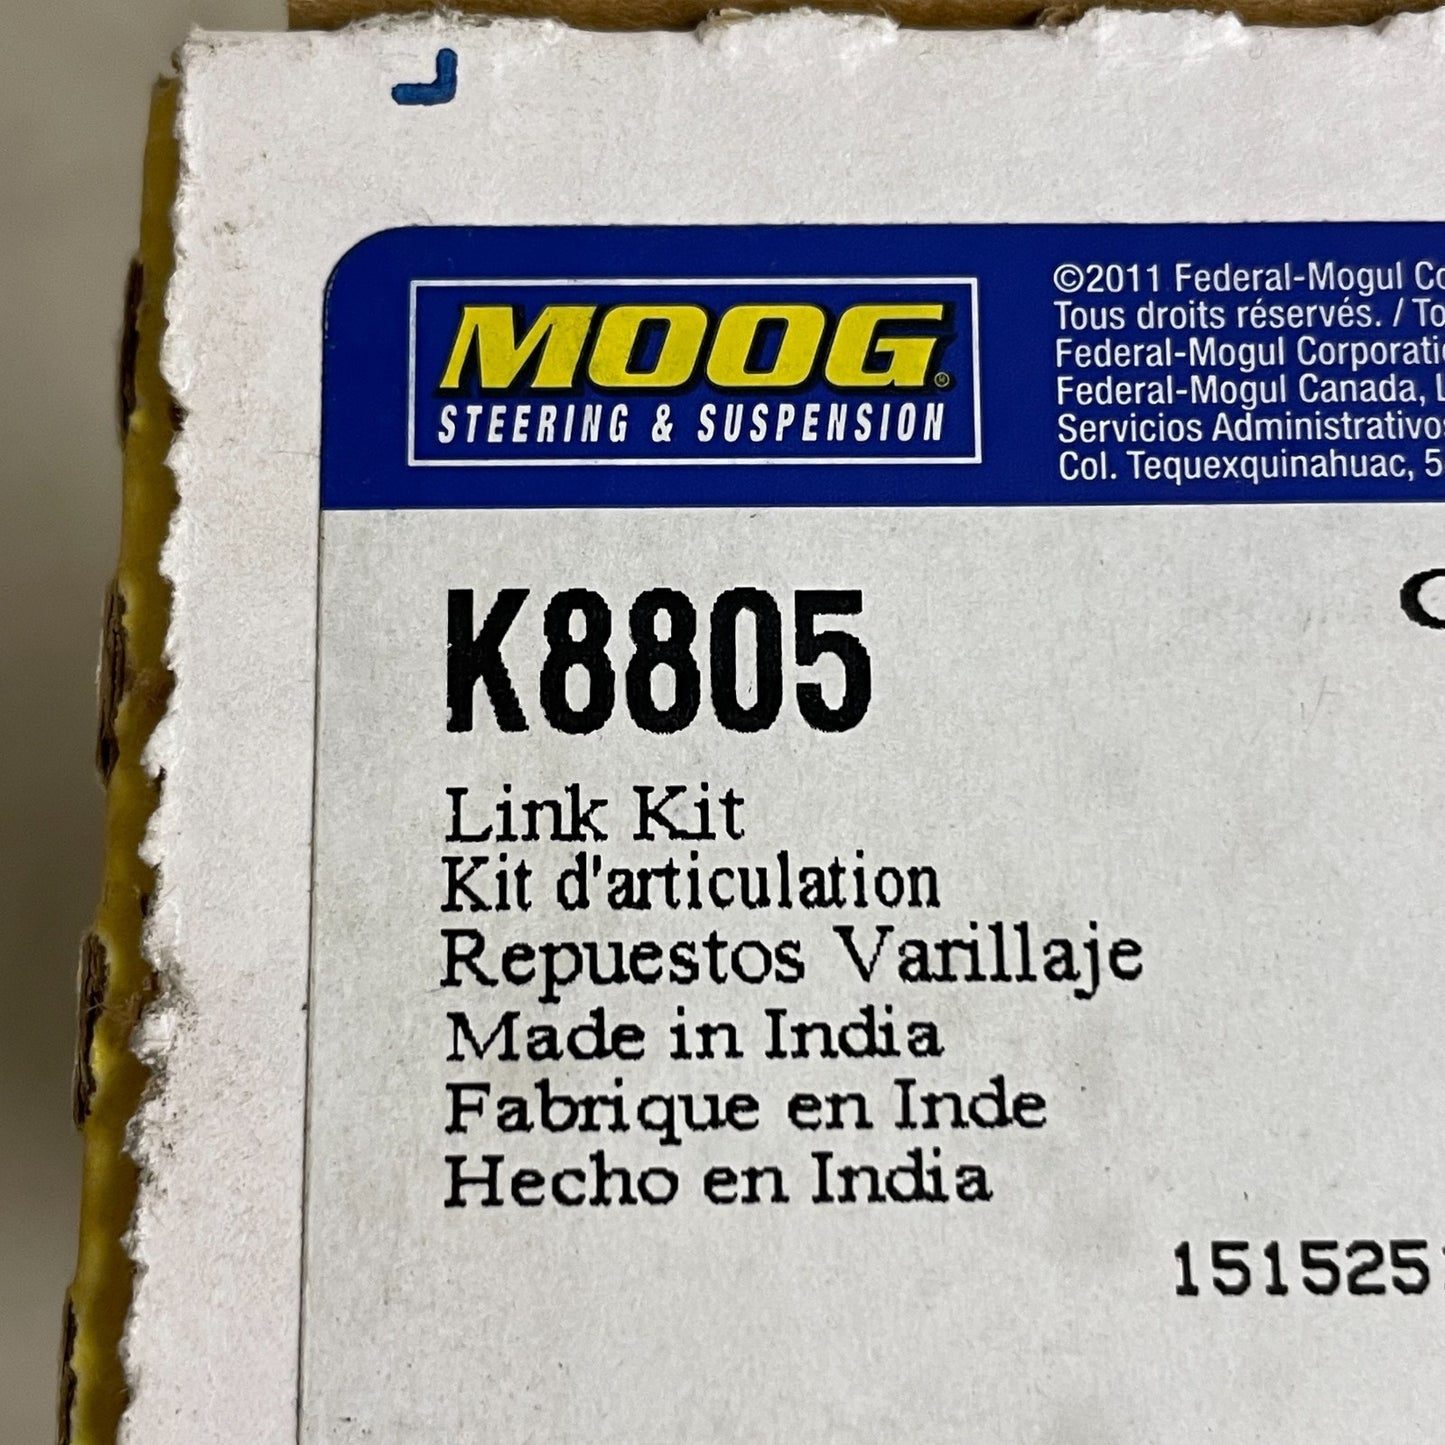 MOOG
STEERING & SUSPENSION
©2011 Federal-Mogul
Tous droits réservés. /
Federal-Mogul
Federal-Mogul Canada,
Servicios
Col. Tequexquinahuac,
K8805
Link Kit
Kit d'articulation
Repuestos Varillaje
Made in India
Fabrique en Inde
Hecho en India